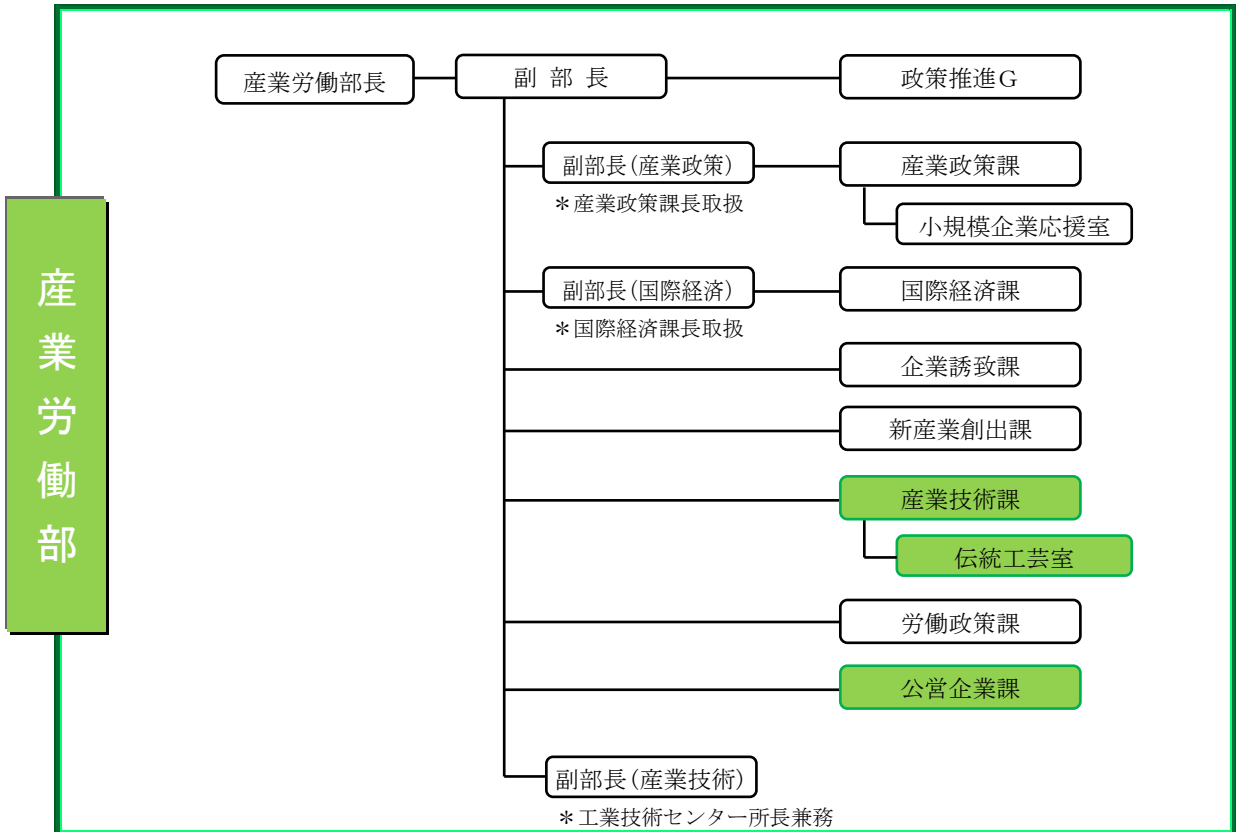 産業労働部
産業労働部長
副部長
政策推進G
副部長(産業政策)
産業政策課
*産業政策課長取扱
小規模企業応援室
副部長(国際経済)
国際経済課
*国際経済課長取扱
企業誘致課
新産業創出課
産業技術課
伝統工芸室
労働政策課
公営企業課
副部長(産業技術)
*工業技術センター所長兼務